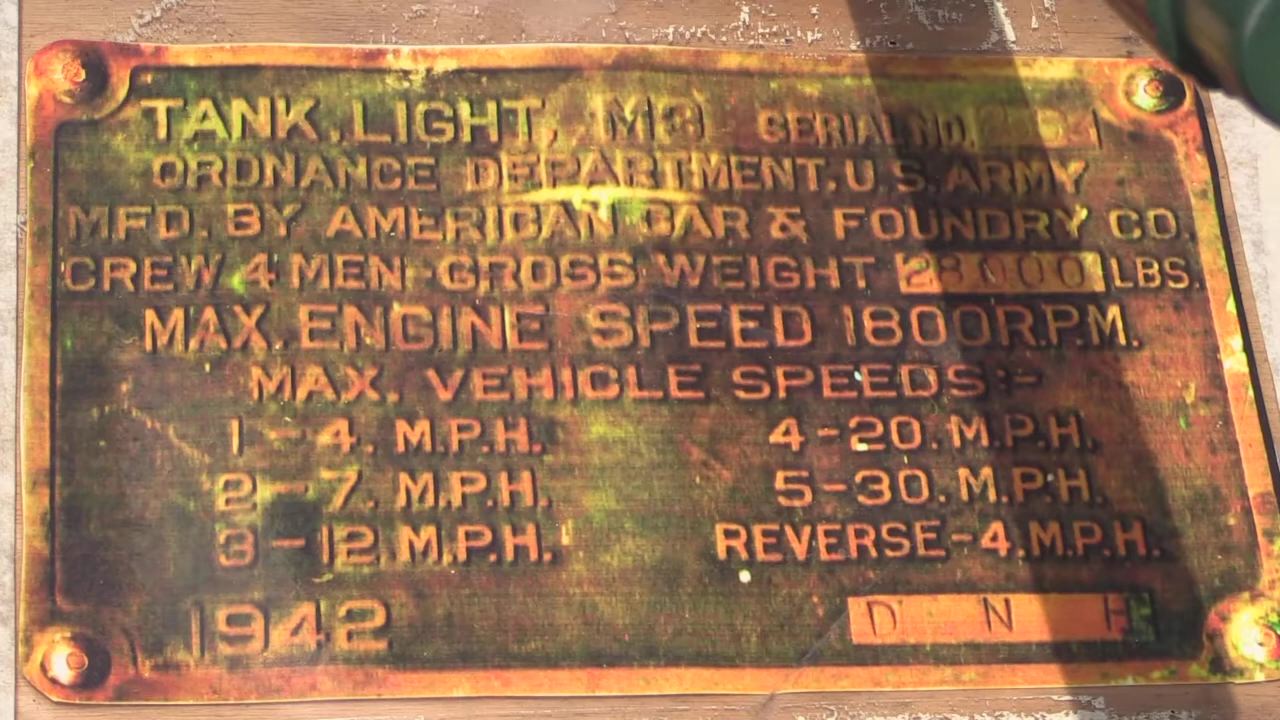 TANK, LIGHT, M3 SERIAL NO.
ORDNANCE DEPARTMENT. U.S. ARMY
MFD. BY AMERICAN CAR & FOUNDRY CO.
CREW 4 MEN-GROSS WEIGHT 28000 LBS.
MAX. ENGINE SPEED 1800 R.P.M.
MAX. VEHICLE SPEEDS:-
1-4. M.P.H. 4-20. M.P.H.
2-7. M.P.H. 5-30. M.P.H.
3-12. M.P.H. REVERSE-4. M.P.H.
1942 D N H